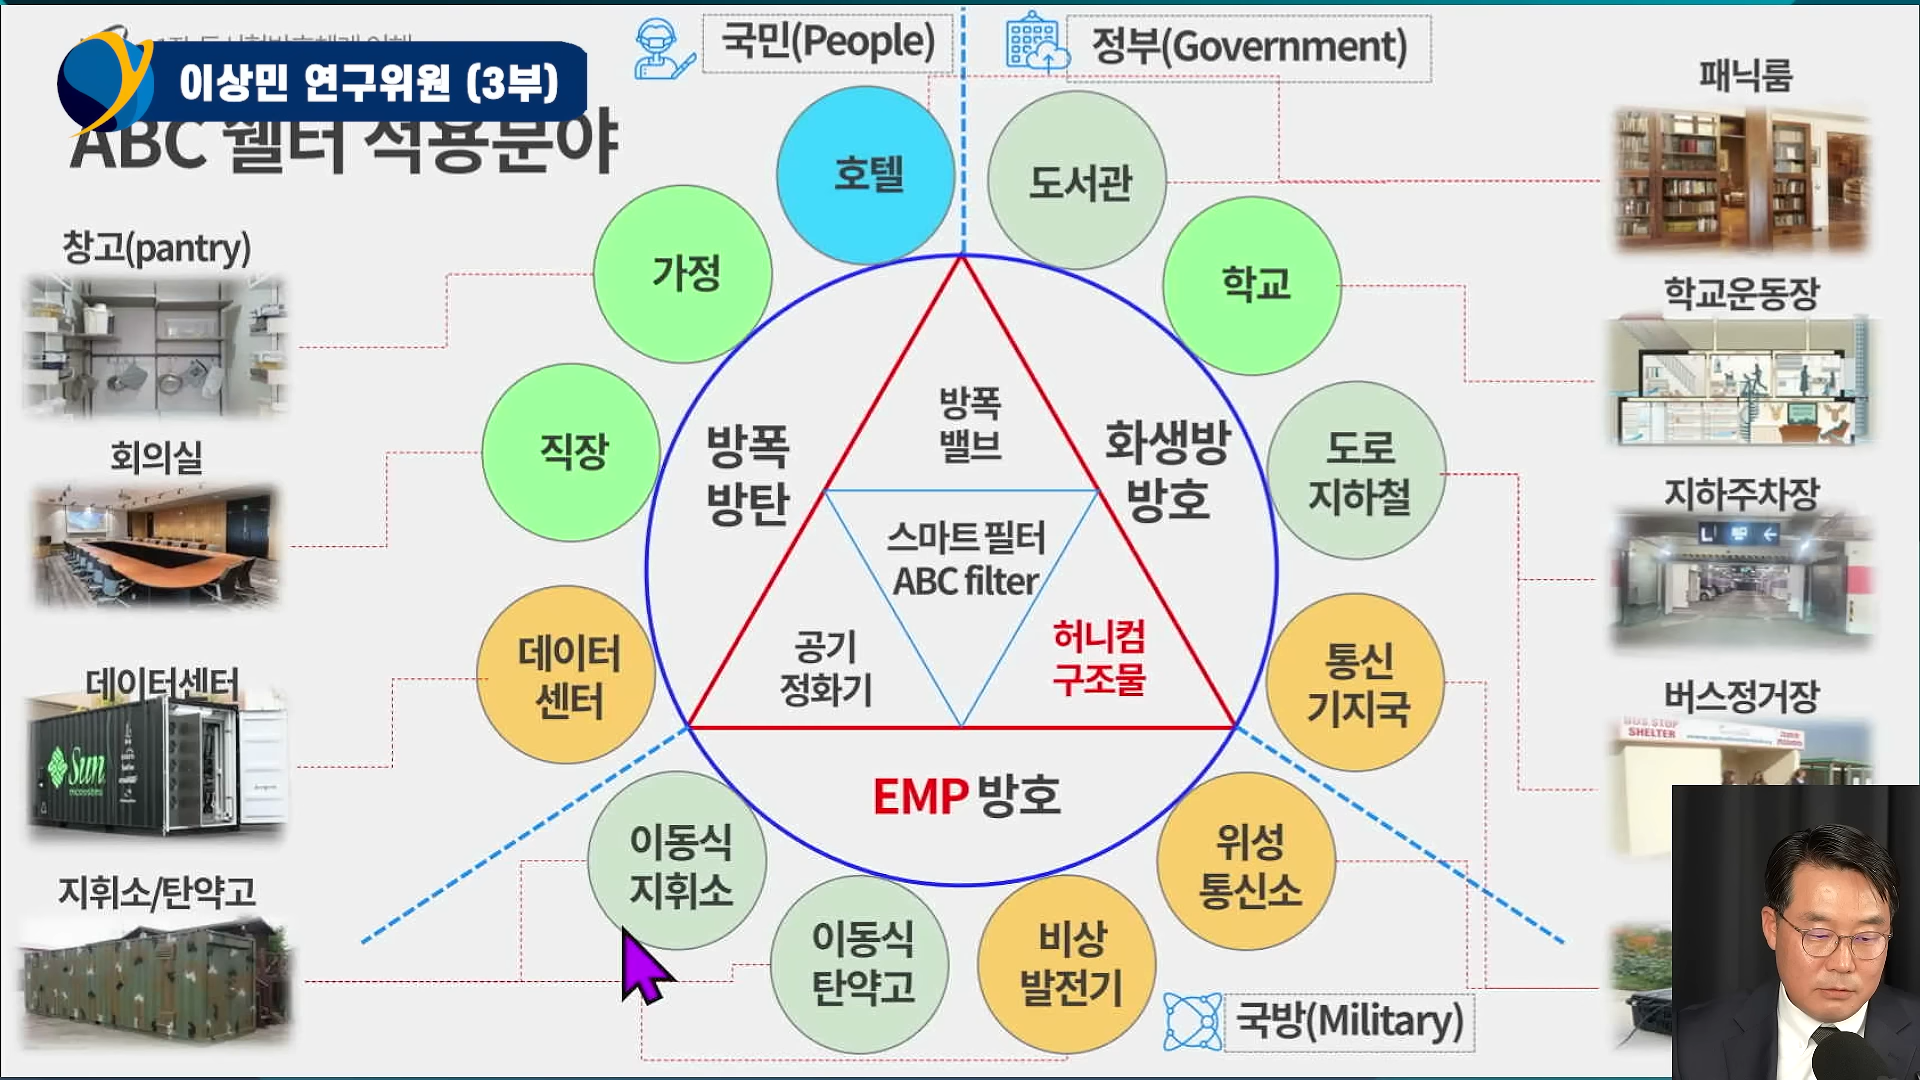 이상민 연구위원 (3부)
ABC 쉘터 적용분야
국민(People)
정부(Government)
패닉룸
호텔
도서관
창고(pantry)
가정
학교
학교운동장
직장
방폭
방탄
방폭
밸브
화생방
방호
도로
지하철
회의실
지하주차장
스마트 필터
ABC filter
데이터
센터
공기
정화기
허니컴
구조물
통신
기지국
데이터센터
버스정거장
BUS STOP
SHELTER
Sun
EMP 방호
이동식
지휘소
위성
통신소
지휘소/탄약고
이동식
탄약고
비상
발전기
국방(Military)